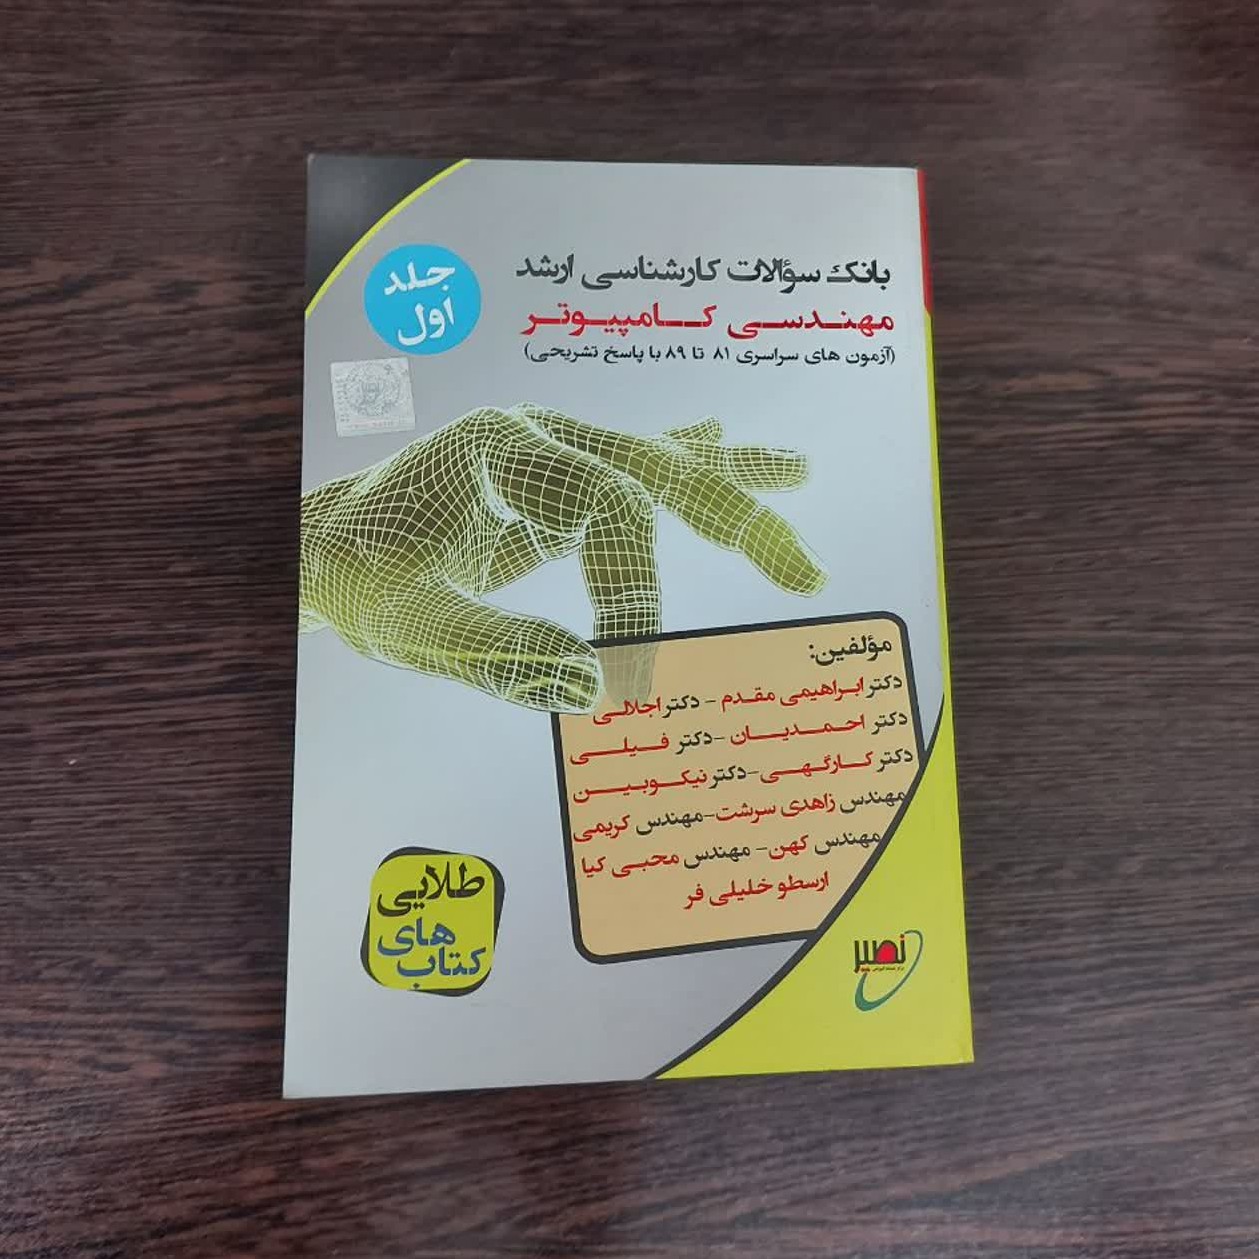 بانک سؤالات کارشناسی ارشد
مهندسی کامپیوتر
(آزمون های سراسری ۸۱ تا ۸۹ با پاسخ تشریحی)
جلد
اول
مؤلفین:
دکتر ابراهیمی مقدم - دکتر اجلالی
دکتر احمدیان - دکتر فیلی
دکتر کارگهی - دکتر نیکوبین
مهندس زاهدی سرشت - مهندس کریمی
مهندس کهن - مهندس محبی کیا
ارسطو خلیلی فر
طلایی
های
کتاب
نصیر